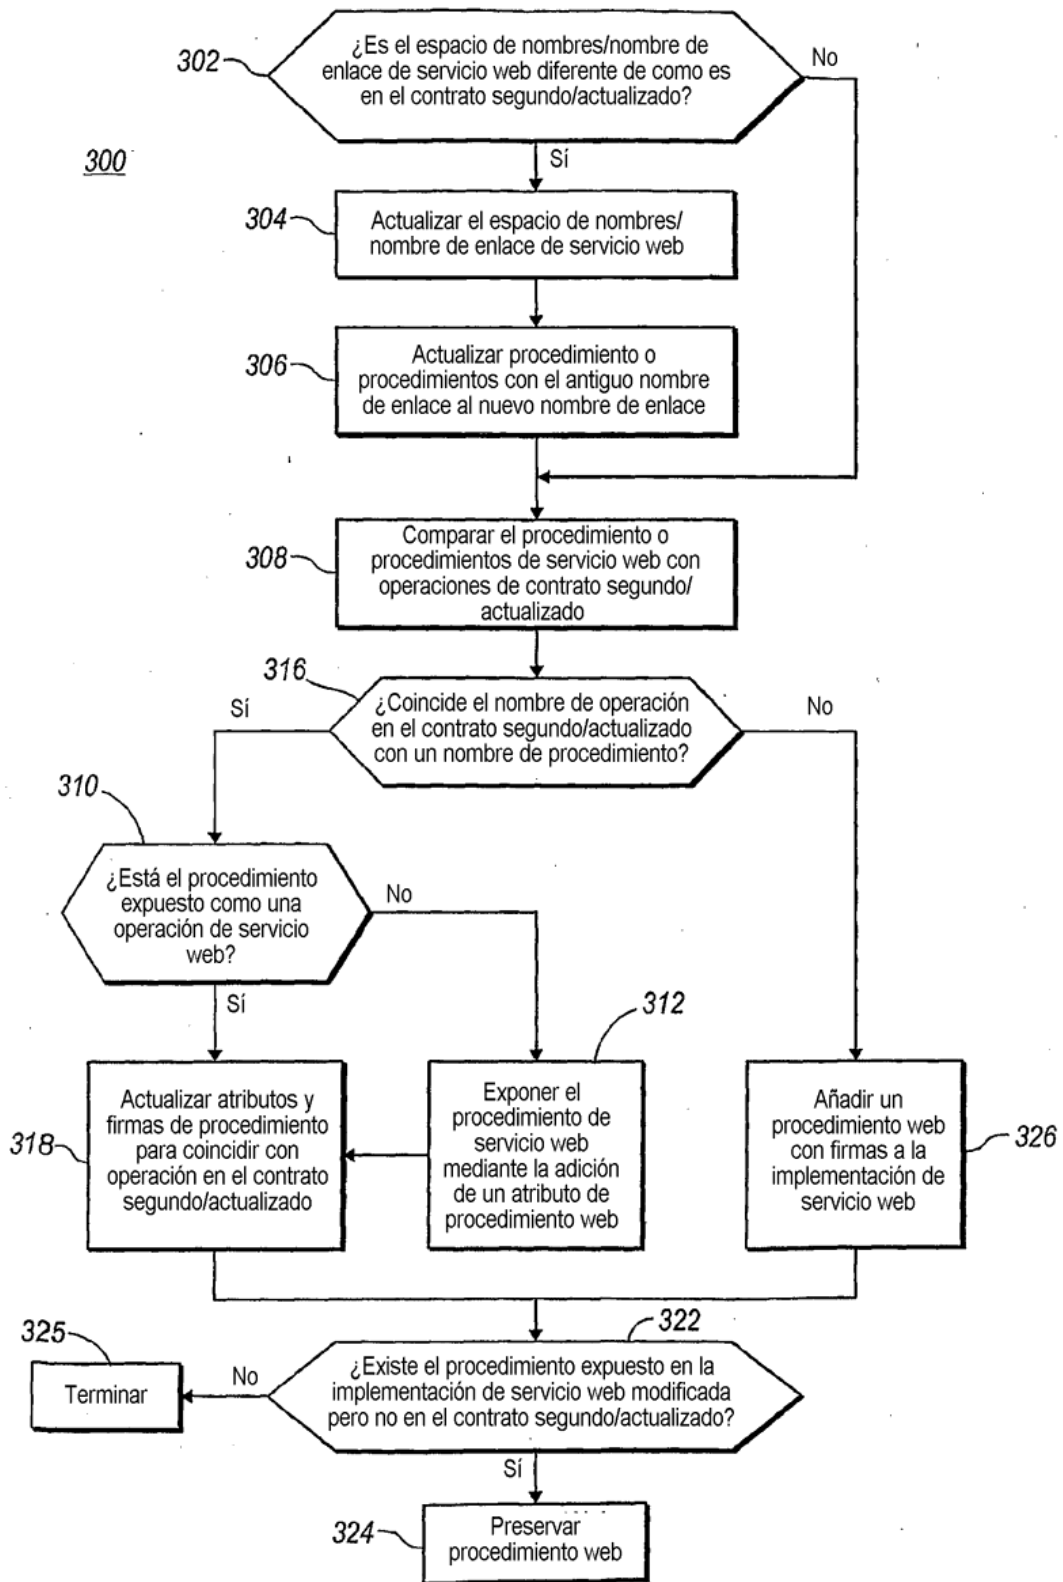 302
¿Es el espacio de nombres/nombre de
enlace de servicio web diferente de como es
en el contrato segundo/actualizado?
No
300
Sí
304
Actualizar el espacio de nombres/
nombre de enlace de servicio web
306
Actualizar procedimiento o
procedimientos con el antiguo nombre
de enlace al nuevo nombre de enlace
308
Comparar el procedimiento o
procedimientos de servicio web con
operaciones de contrato segundo/
actualizado
316
Sí
¿Coincide el nombre de operación
en el contrato segundo/actualizado
con un nombre de procedimiento?
No
310
¿Está el procedimiento
expuesto como una
operación de servicio
web?
No
Sí
312
318
Actualizar atributos y
firmas de procedimiento
para coincidir con
operación en el contrato
segundo/actualizado
Exponer el
procedimiento de
servicio web
mediante la adición
de un atributo de
procedimiento web
Añadir un
procedimiento web
con firmas a la
implementación de
servicio web
326
322
325
Terminar
No
¿Existe el procedimiento expuesto en la
implementación de servicio web modificada
pero no en el contrato segundo/actualizado?
Sí
324
Preservar
procedimiento web